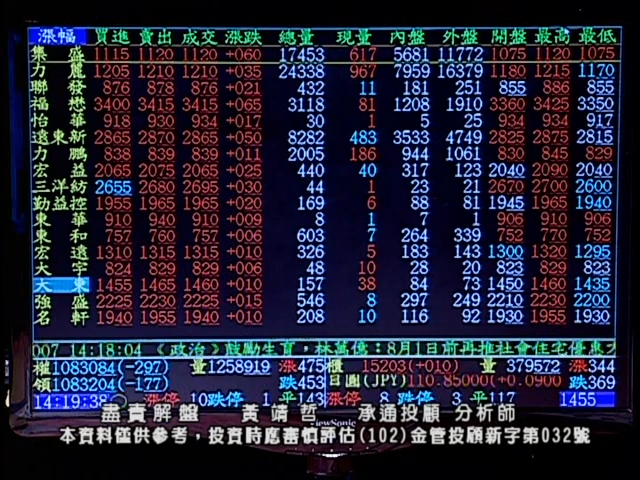 漲幅 買進 賣出 成交 漲跌 總量 現量 內盤 外盤 開盤 最高 最低
集盛 1115 1120 1120 +060 17453 617 5681 11772 1075 1120 1075
力麗 1205 1210 1210 +035 24338 967 7959 16379 1180 1215 1170
聯發 876 878 876 +021 432 11 181 251 855 886 855
福懋 3400 3415 3415 +065 3118 81 1208 1910 3360 3425 3350
怡華 918 930 934 +017 30 1 5 25 934 934 917
遠東新 2865 2870 2865 +050 8282 483 3533 4749 2835 2875 2815
力鵬 838 839 839 +011 2005 186 944 1061 830 845 829
宏益 2065 2075 2065 +025 440 40 317 123 2040 2090 2040
三洋紡 2655 2680 2695 +030 44 1 23 21 2670 2700 2600
勤益控 1955 1965 1965 +020 169 6 88 81 1945 1965 1940
東華 910 940 910 +009 8 1 7 1 906 910 906
東和 757 760 757 +006 603 7 264 339 752 770 752
宏遠 1310 1315 1315 +010 326 5 183 143 1300 1320 1295
大宇 824 829 829 +006 48 10 28 20 823 829 823
大東 1455 1465 1460 +010 157 38 84 73 1450 1460 1435
強盛 2225 2230 2225 +015 546 8 297 249 2210 2230 2200
名軒 1940 1955 1940 +010 208 10 116 92 1930 1955 1930
007 14:18:04 《政治》鼓勵生育，林萬億：8月1日前再推社會住宅優惠
權1083084(-297) 量1258919 漲475 櫃 15203(+010) 量 379572 漲344
領1083204(-177) 跌453 日圓(JPY)110.85000(+0.0900 跌369
14:19:38 漲停 10 跌停 1 平143 漲停 8 跌停 3 平117 1455
盡責解盤 黃靖哲 承通投顧 分析師
ViewSonic
本資料僅供參考，投資時應審慎評估(102)金管投顧新字第032號